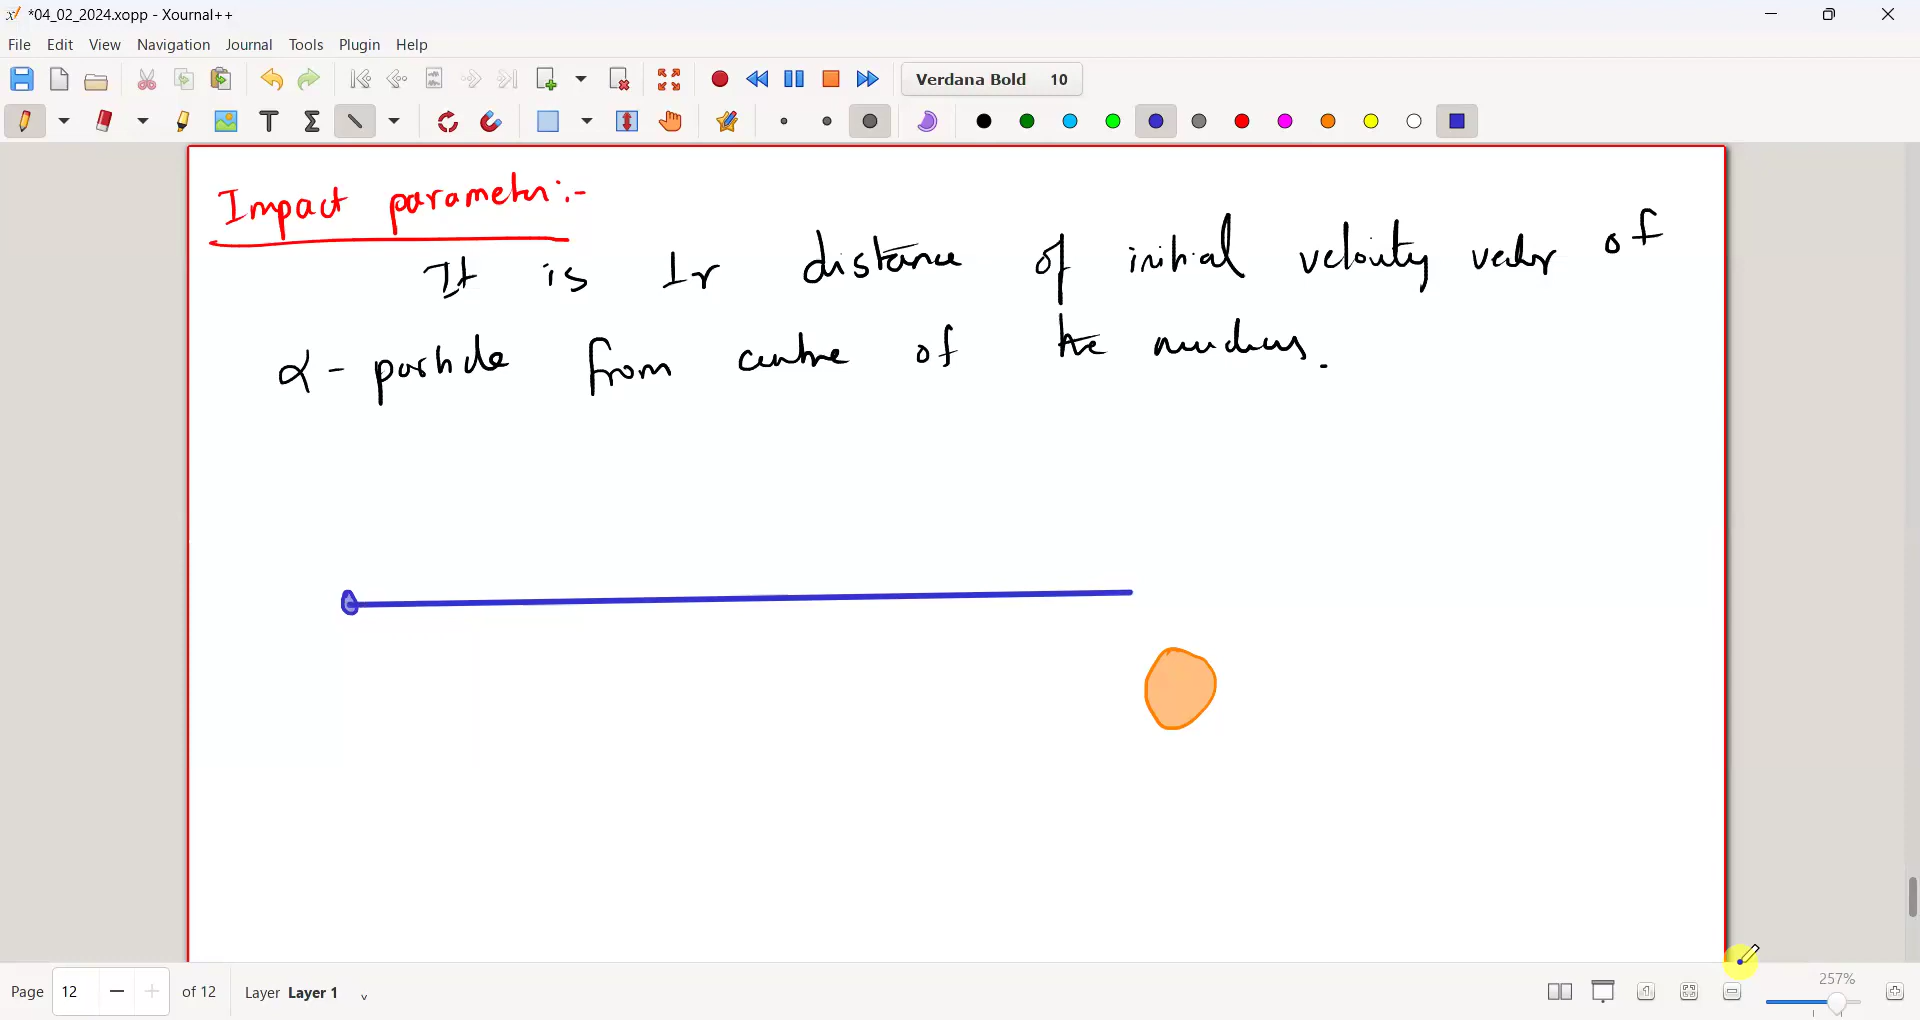 *04_02_2024.xopp - Xournal++
File Edit View Navigation Journal Tools Plugin Help
Verdana Bold 10
T Σ
Impact parameter:-
It is ⊥r distance of initial velocity vector of
α - particle from centre of the nucleus.
Page 12 of 12 Layer Layer 1
257%